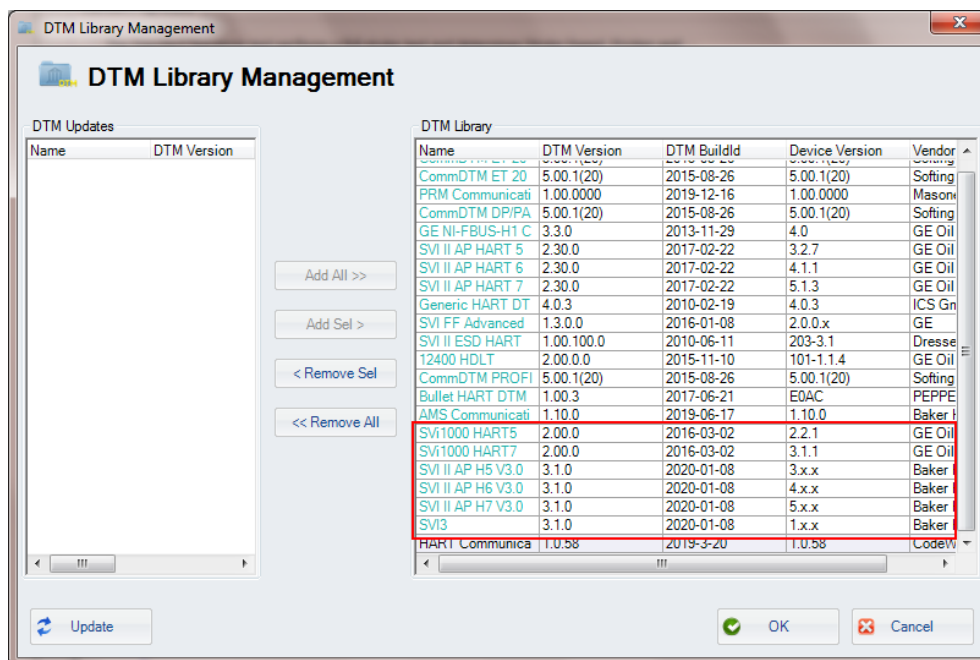 DTM Library Management
DTM Library Management
DTM Updates
Name DTM Version
Add All >>
Add Sel >
< Remove Sel
<< Remove All
DTM Library
Name DTM Version DTM BuildId Device Version Vendor
CommDTM ET 20 5.00.1(20) 2015-08-26 5.00.1(20) Softing
PRM Communicati 1.00.0000 2019-12-16 1.00.0000 Masone
CommDTM DP/PA 5.00.1(20) 2015-08-26 5.00.1(20) Softing
GE NI-FBUS-H1 C 3.3.0 2013-11-29 4.0 GE Oil
SVI II AP HART 5 2.30.0 2017-02-22 3.2.7 GE Oil
SVI II AP HART 6 2.30.0 2017-02-22 4.1.1 GE Oil
SVI II AP HART 7 2.30.0 2017-02-22 5.1.3 GE Oil
Generic HART DT 4.0.3 2010-02-19 4.0.3 ICS Gm
SVI FF Advanced 1.3.0.0 2016-01-08 2.0.0.x GE
SVI II ESD HART 1.00.100.0 2010-06-11 203-3.1 Dresse
12400 HDLT 2.00.0.0 2015-11-10 101-1.1.4 GE Oil
CommDTM PROFI 5.00.1(20) 2015-08-26 5.00.1(20) Softing
Bullet HART DTM 1.00.3 2017-06-21 E0AC PEPPE
AMS Communicati 1.10.0 2019-06-17 1.10.0 Baker
SVi1000 HART5 2.00.0 2016-03-02 2.2.1 GE Oil
SVi1000 HART7 2.00.0 2016-03-02 3.1.1 GE Oil
SVI II AP H5 V3.0 3.1.0 2020-01-08 3.x.x Baker
SVI II AP H6 V3.0 3.1.0 2020-01-08 4.x.x Baker
SVI II AP H7 V3.0 3.1.0 2020-01-08 5.x.x Baker
SVI3 3.1.0 2020-01-08 1.x.x Baker
HART Communica 1.0.58 2019-3-20 1.0.58 CodeW
Update
OK
Cancel